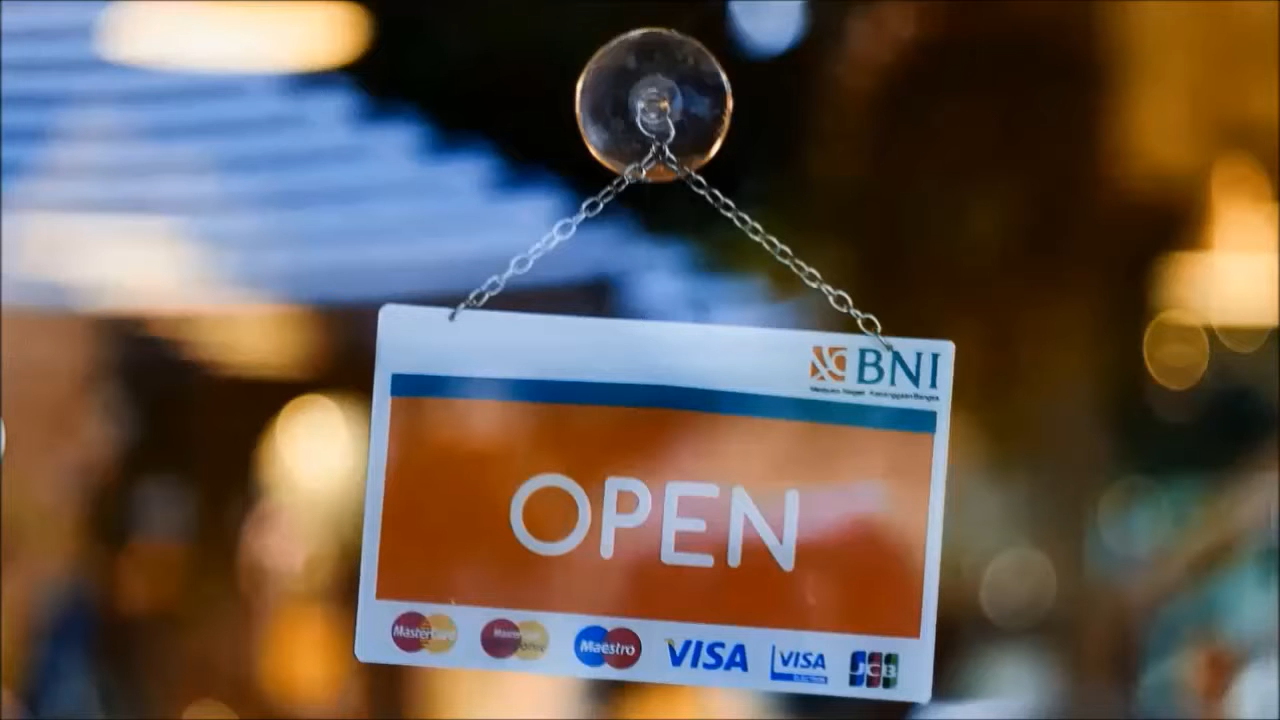 BNI
OPEN
MasterCard
Maestro
VISA
VISA
ELECTRON
JCB